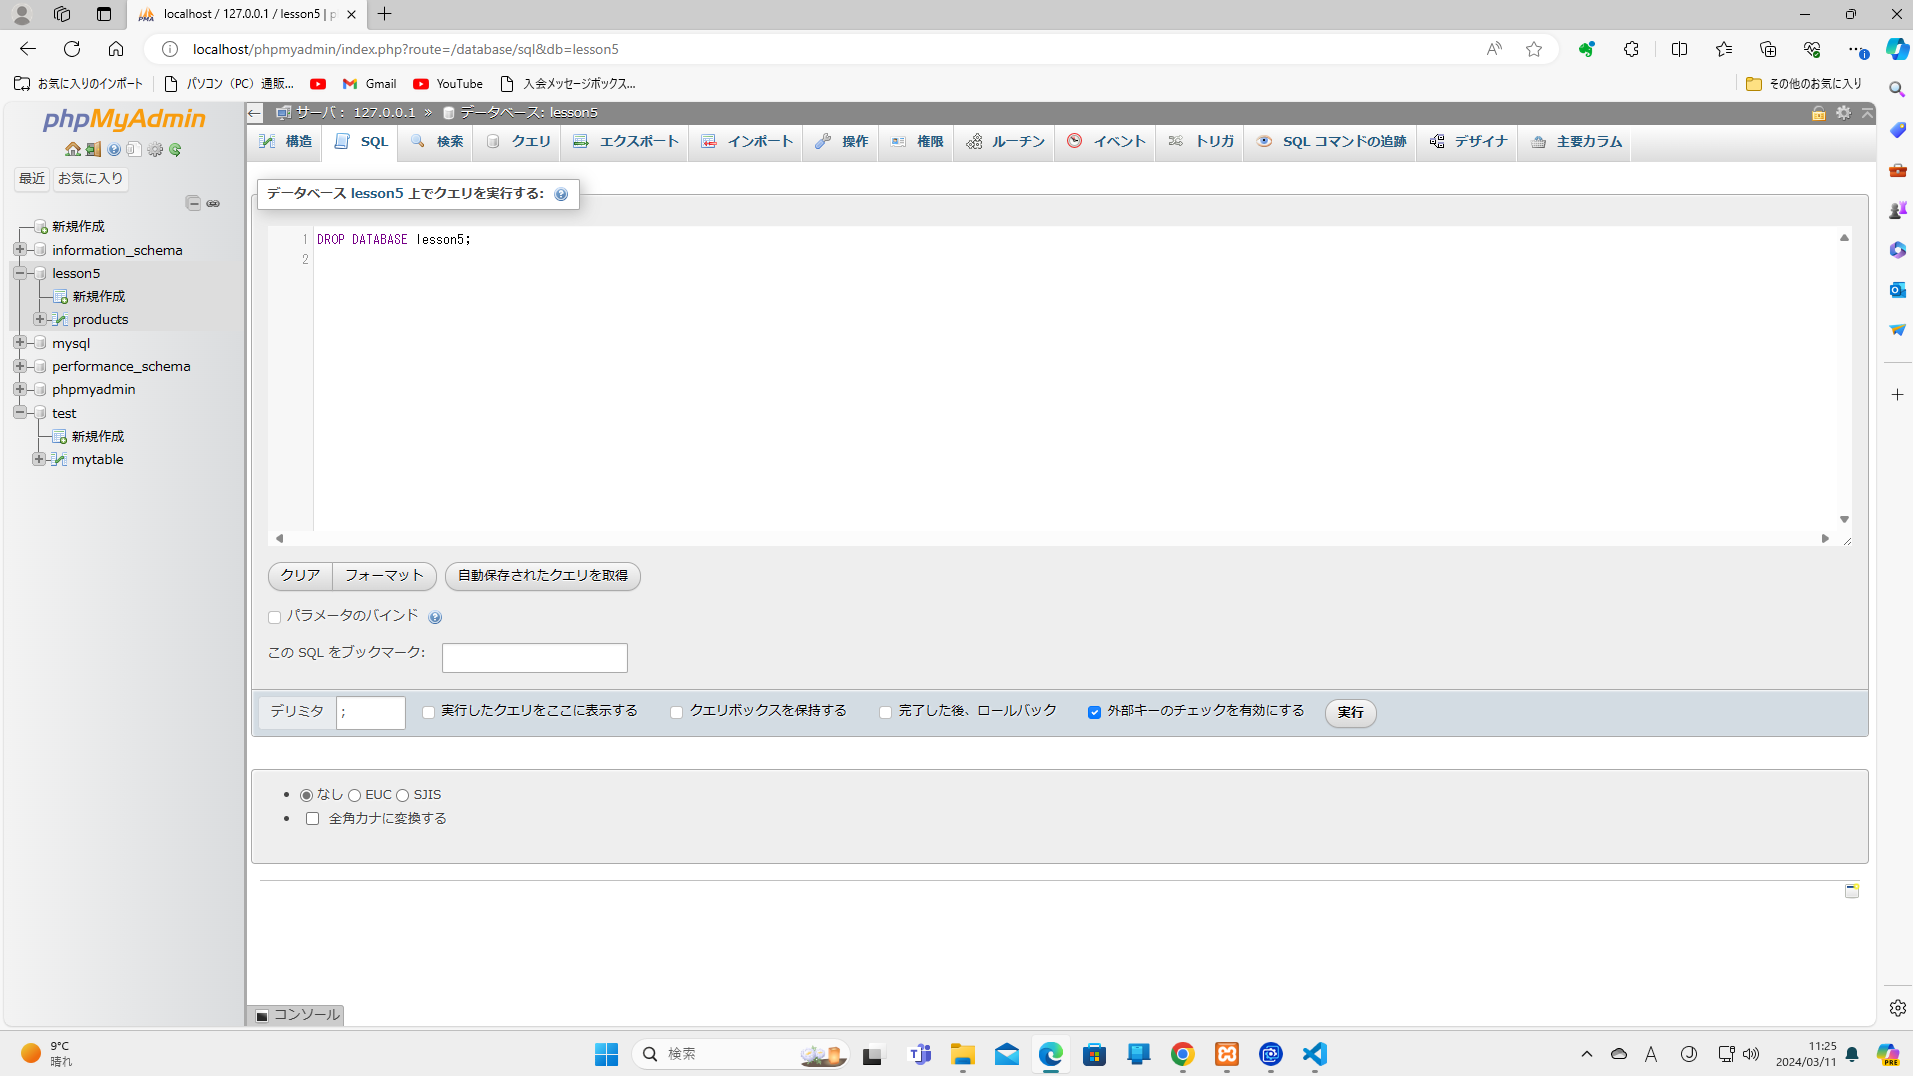 localhost / 127.0.0.1 / lesson5 | p
localhost/phpmyadmin/index.php?route=/database/sql&db=lesson5
お気に入りのインポート
パソコン（PC）通販...
Gmail
YouTube
入会メッセージボックス...
その他のお気に入り
phpMyAdmin
サーバ： 127.0.0.1 » データベース: lesson5
構造
SQL
検索
クエリ
エクスポート
インポート
操作
権限
ルーチン
イベント
トリガ
SQL コマンドの追跡
デザイナ
主要カラム
最近
お気に入り
新規作成
information_schema
lesson5
新規作成
products
mysql
performance_schema
phpmyadmin
test
新規作成
mytable
データベース lesson5 上でクエリを実行する:
1 DROP DATABASE lesson5;
2
クリア
フォーマット
自動保存されたクエリを取得
パラメータのバインド
この SQL をブックマーク:
デリミタ
;
実行したクエリをここに表示する
クエリボックスを保持する
完了した後、ロールバック
外部キーのチェックを有効にする
実行
なし EUC SJIS
全角カナに変換する
コンソール
9°C
晴れ
検索
A
11:25
2024/03/11
PRE